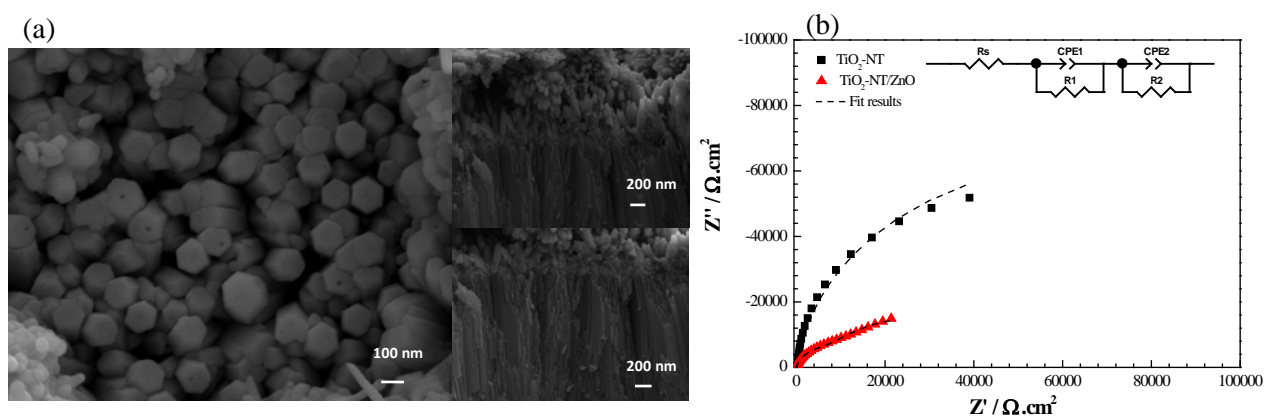 (a)
200 nm
200 nm
100 nm
(b)
-100000
-80000
-60000
-40000
-20000
0
Z'' / Ω.cm²
TiO₂-NT
TiO₂-NT/ZnO
Fit results
Rs
CPE1
R1
CPE2
R2
0
20000
40000
60000
80000
100000
Z' / Ω.cm²